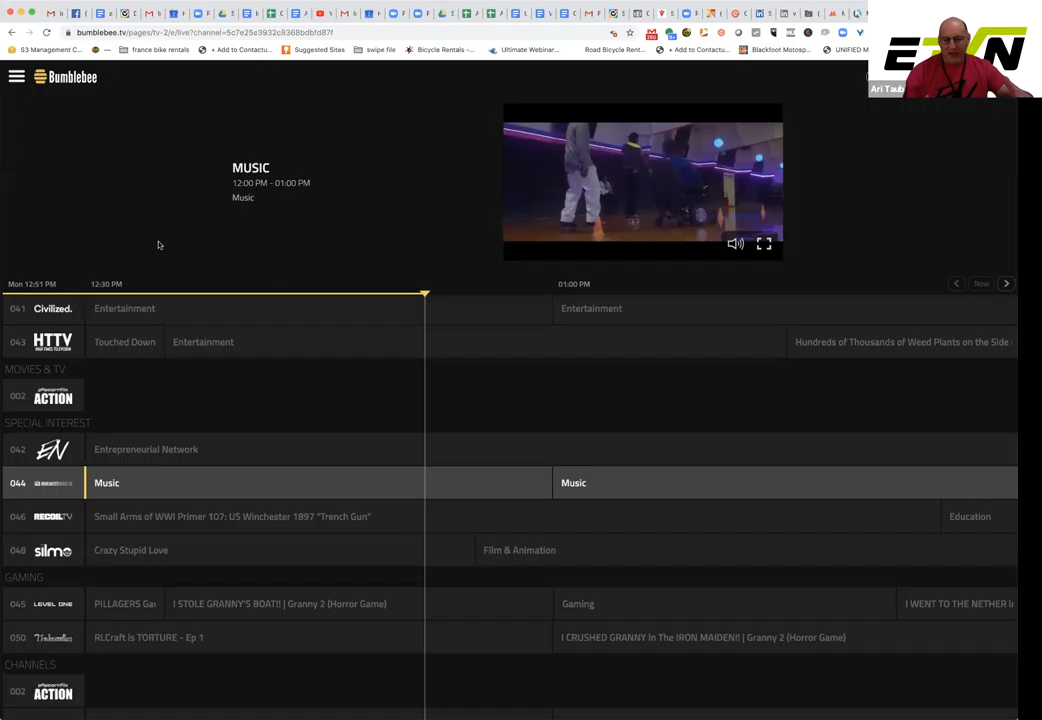 bumblebee.tv/pages/tv-2/e/live?channel=5c7e25e3932c8368bdbfd87f
S3 Management C...
france bike rentals
+ Add to Contactu...
Suggested Sites
swipe file
Bicycle Rentals -...
Ultimate Webinar...
Road Bicycle Rent...
+ Add to Contactu...
Blackfoot Motosp...
UNIFIED M
Ari Taub
Bumblebee
MUSIC
12:00 PM - 01:00 PM
Music
Mon 12:51 PM
12:30 PM
01:00 PM
Now
041 Civilized. Entertainment Entertainment
043 HTTV Touched Down Entertainment Hundreds of Thousands of Weed Plants on the Side
MOVIES & TV
002 popcornflix ACTION
SPECIAL INTEREST
042 EN Entrepreneurial Network
044 Music Music
046 RECOILTV Small Arms of WWI Primer 107: US Winchester 1897 "Trench Gun" Education
048 silmo Crazy Stupid Love Film & Animation
GAMING
045 LEVEL ONE PILLAGERS Ga I STOLE GRANNY'S BOAT!! | Granny 2 (Horror Game) Gaming I WENT TO THE NETHER
050 RLCraft is TORTURE - Ep 1 I CRUSHED GRANNY In The IRON MAIDEN!! | Granny 2 (Horror Game)
CHANNELS
002 popcornflix ACTION